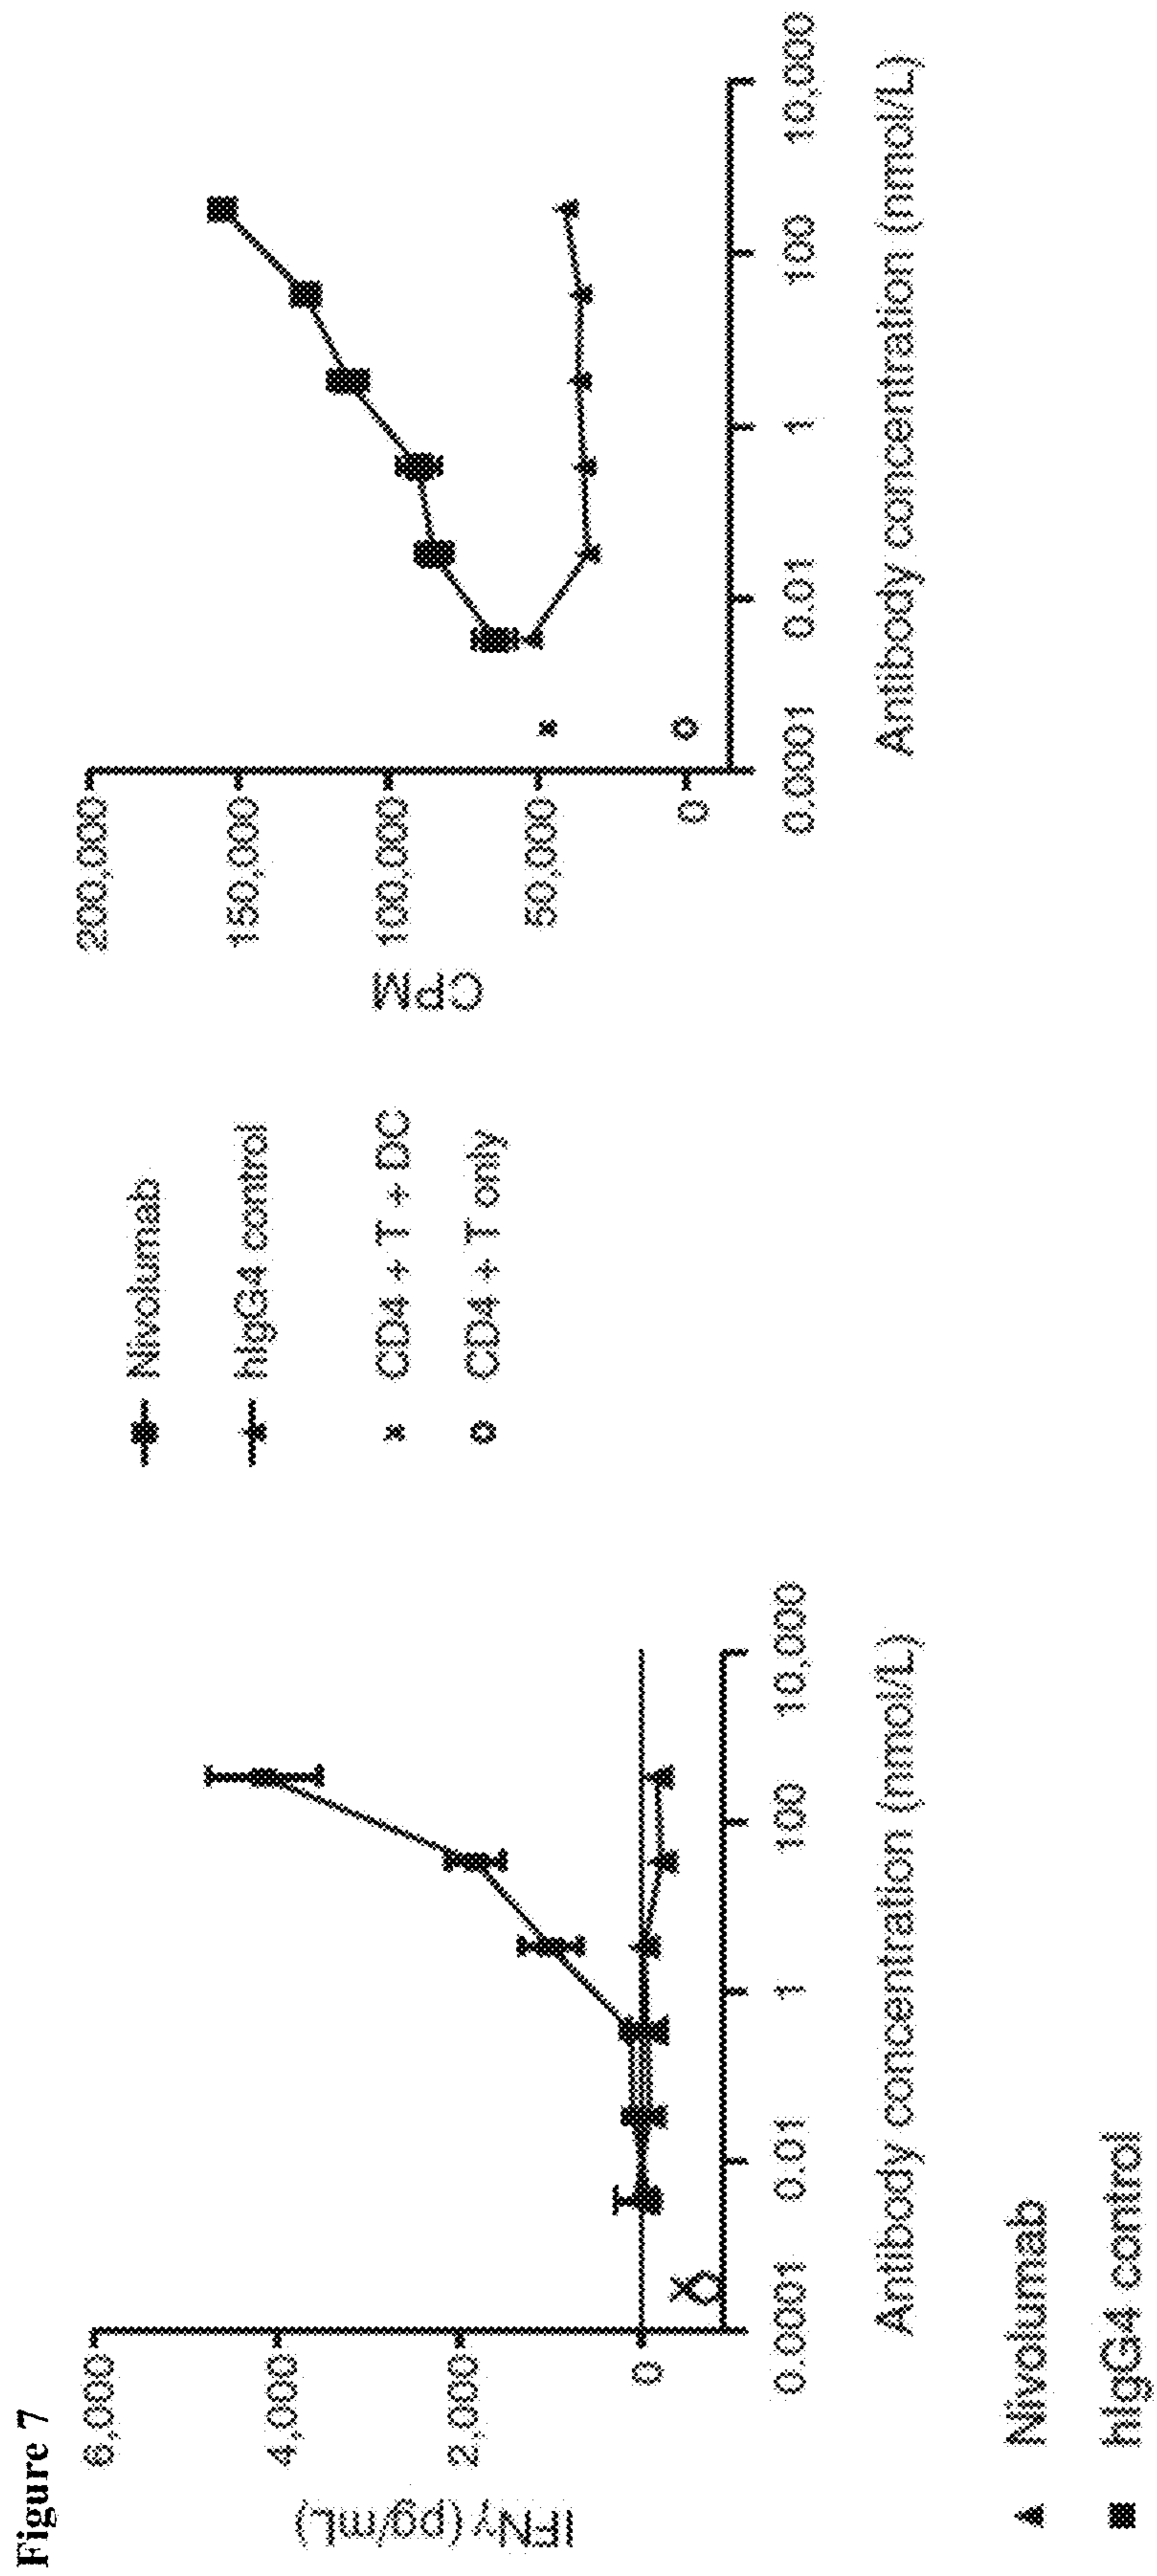 Figure 7
IFNγ (pg/mL)
6,000
4,000
2,000
0
0.0001
0.01
1
100
10,000
Antibody concentration (nmol/L)
Nivolumab
hIgG4 control
Nivolumab
hIgG4 control
CD4 + T + DC
CD4 + T only
CPM
200,000
150,000
100,000
50,000
0
0.0001
0.01
1
100
10,000
Antibody concentration (nmol/L)